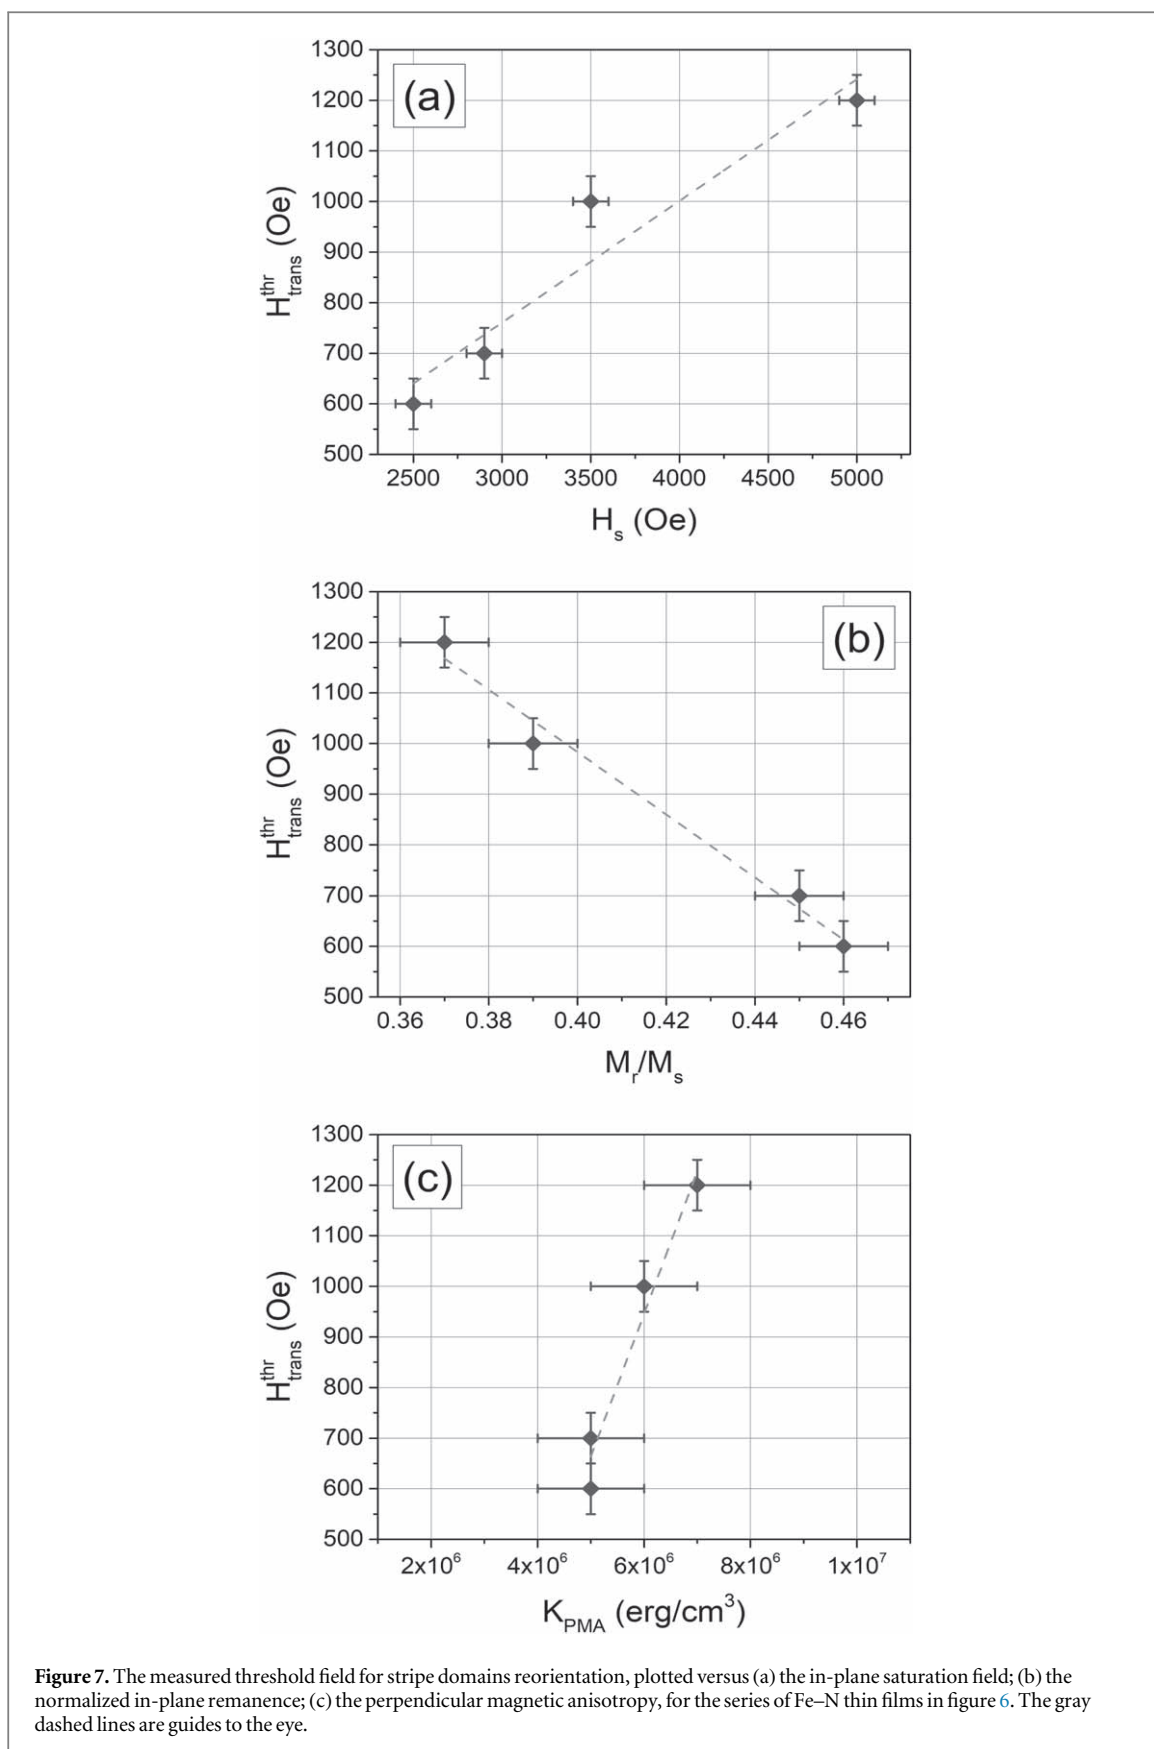 1300
1200
1100
1000
900
800
700
600
500
(a)
H^thr_trans (Oe)
2500 3000 3500 4000 4500 5000
H_s (Oe)
1300
1200
1100
1000
900
800
700
600
500
(b)
H^thr_trans (Oe)
0.36 0.38 0.40 0.42 0.44 0.46
M_r/M_s
1300
1200
1100
1000
900
800
700
600
500
(c)
H^thr_trans (Oe)
2x10^6 4x10^6 6x10^6 8x10^6 1x10^7
K_PMA (erg/cm^3)
Figure 7. The measured threshold field for stripe domains reorientation, plotted versus (a) the in-plane saturation field; (b) the
normalized in-plane remanence; (c) the perpendicular magnetic anisotropy, for the series of Fe–N thin films in figure 6. The gray
dashed lines are guides to the eye.